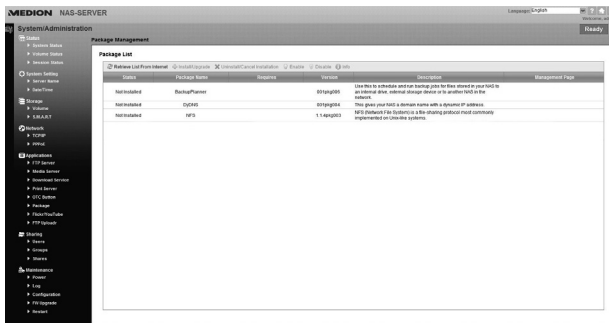 MEDION NAS-SERVER
Language: English
Welcome, ad
System/Administration
Ready
Status
System Status
Volume Status
Session Status
System Setting
Server Name
Date/Time
Storage
Volume
S.M.A.R.T
Network
TCP/IP
PPPoE
Applications
FTP Server
Media Server
Download Service
Print Server
OTC Button
Package
Flickr/YouTube
FTP Uploadr
Sharing
Users
Groups
Shares
Maintenance
Power
Log
Configuration
FW Upgrade
Restart
Package Management
Package List
Retrieve List From Internet Install/Upgrade Uninstall/Cancel Installation Enable Disable Info
Status Package Name Requires Version Description Management Page
Not Installed BackupPlanner Use this to schedule and run backup jobs for files stored in your NAS to
an internal drive, external storage device or to another NAS in the
network.
Not Installed DyDNS This gives your NAS a domain name with a dynamic IP address.
Not Installed NFS NFS (Network File System) is a file-sharing protocol most commonly
implemented on Unix-like systems.